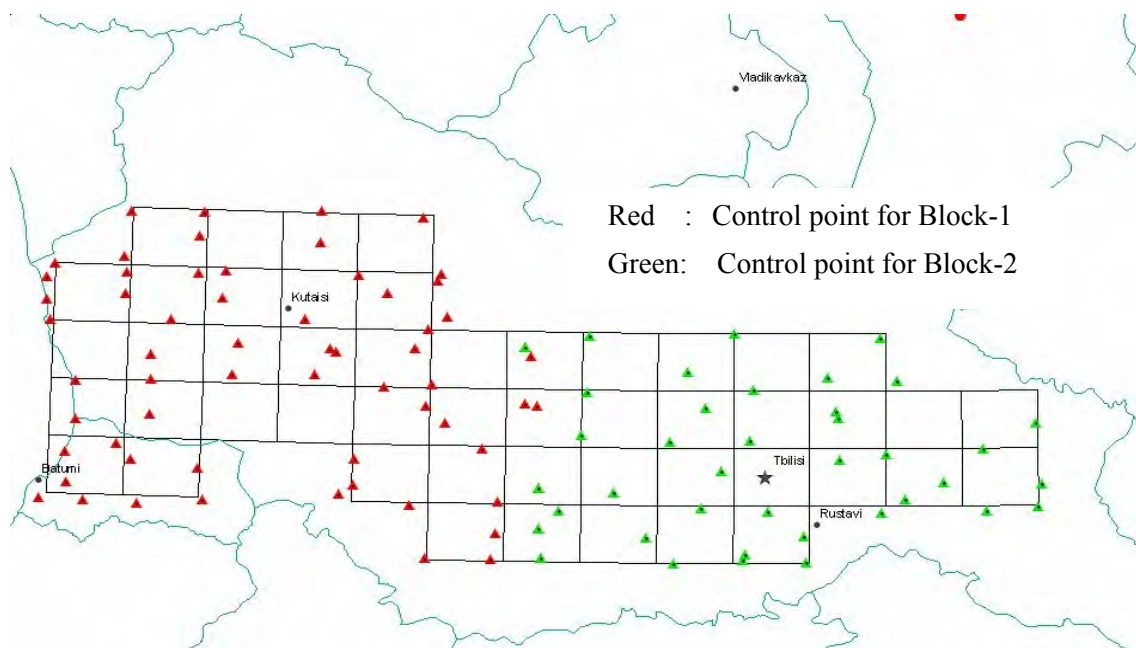 Vladikavkaz
Red : Control point for Block-1
Green: Control point for Block-2
Kutaisi
Tbilisi
Batumi
Rustavi